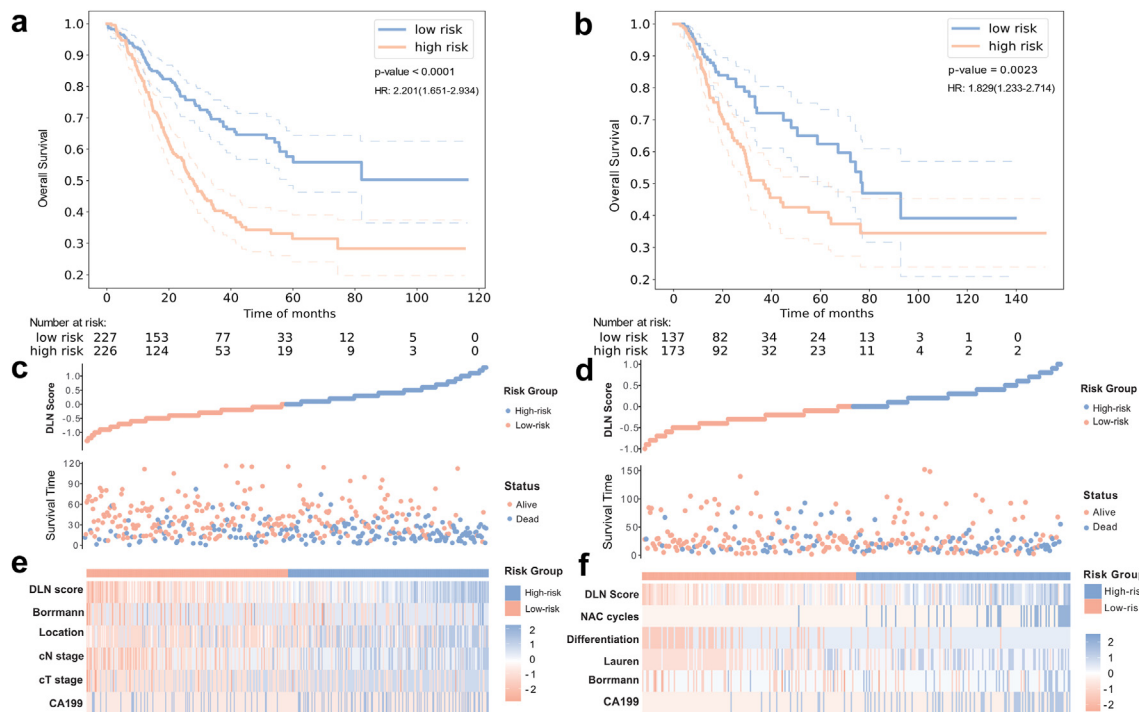 a
1.0
0.9
0.8
0.7
0.6
0.5
0.4
0.3
0.2
Overall Survival
low risk
high risk
p-value < 0.0001
HR: 2.201(1.651-2.934)
0 20 40 60 80 100 120
Time of months
Number at risk:
low risk 227 153 77 33 12 5 0
high risk 226 124 53 19 9 3 0
b
1.0
0.9
0.8
0.7
0.6
0.5
0.4
0.3
0.2
Overall Survival
low risk
high risk
p-value = 0.0023
HR: 1.829(1.233-2.714)
0 20 40 60 80 100 120 140
Time of months
Number at risk:
low risk 137 82 34 24 13 3 1 0
high risk 173 92 32 23 11 4 2 2
c
DLN Score
1.0
0.5
0.0
-0.5
-1.0
Risk Group
High-risk
Low-risk
Survival Time
120
90
60
30
0
Status
Alive
Dead
d
DLN Score
1.0
0.5
0.0
-0.5
-1.0
Risk Group
High-risk
Low-risk
Survival Time
150
100
50
0
Status
Alive
Dead
e
DLN score
Borrmann
Location
cN stage
cT stage
CA199
Risk Group
High-risk
Low-risk
2
1
0
-1
-2
f
DLN Score
NAC cycles
Differentiation
Lauren
Borrmann
CA199
Risk Group
High-ris
Low-ris
2
1
0
-1
-2